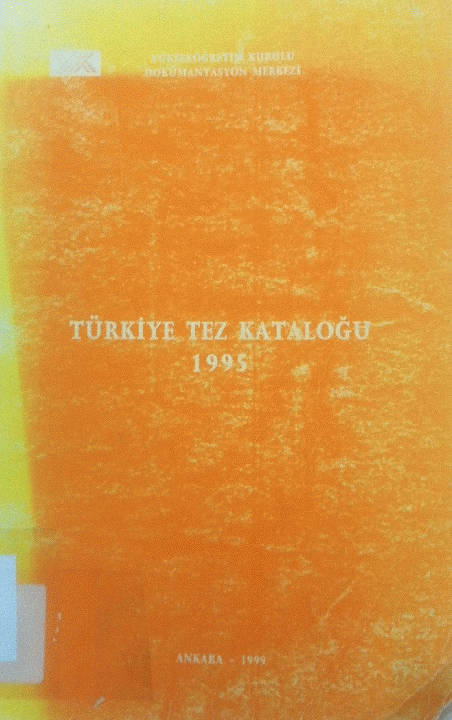 YÜKSEKÖĞRETİM KURULU
DOKÜMANTASYON MERKEZİ
TÜRKİYE TEZ KATALOĞU
1995
ANKARA - 1999